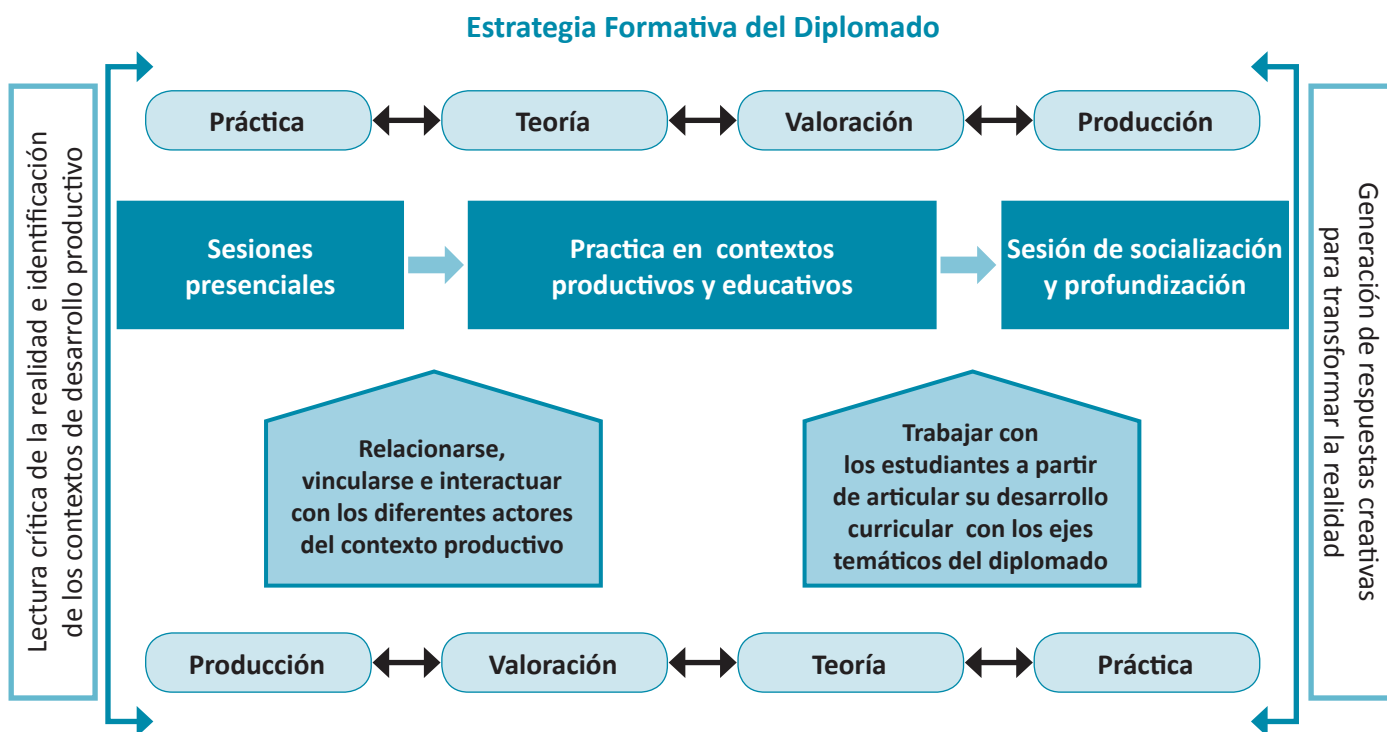 Estrategia Formativa del Diplomado
Lectura crítica de la realidad e identificación
de los contextos de desarrollo productivo
Práctica
Teoría
Valoración
Producción
Sesiones
presenciales
Practica en contextos
productivos y educativos
Sesión de socialización
y profundización
Relacionarse,
vincularse e interactuar
con los diferentes actores
del contexto productivo
Trabajar con
los estudiantes a partir
de articular su desarrollo
curricular con los ejes
temáticos del diplomado
Producción
Valoración
Teoría
Práctica
Generación de respuestas creativas
para transformar la realidad